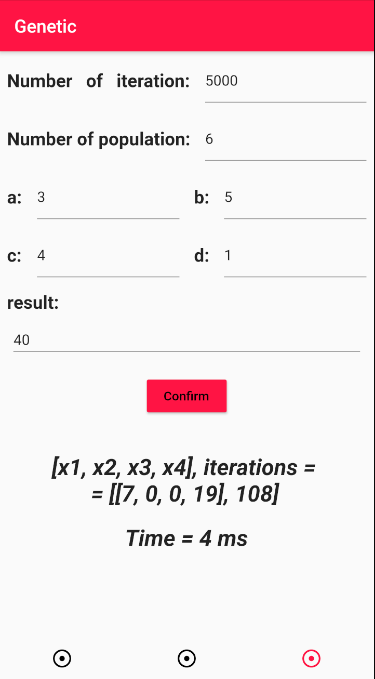 Genetic
Number of iteration: 5000
Number of population: 6
a: 3 b: 5
c: 4 d: 1
result:
40
Confirm
[x1, x2, x3, x4], iterations =
= [[7, 0, 0, 19], 108]
Time = 4 ms